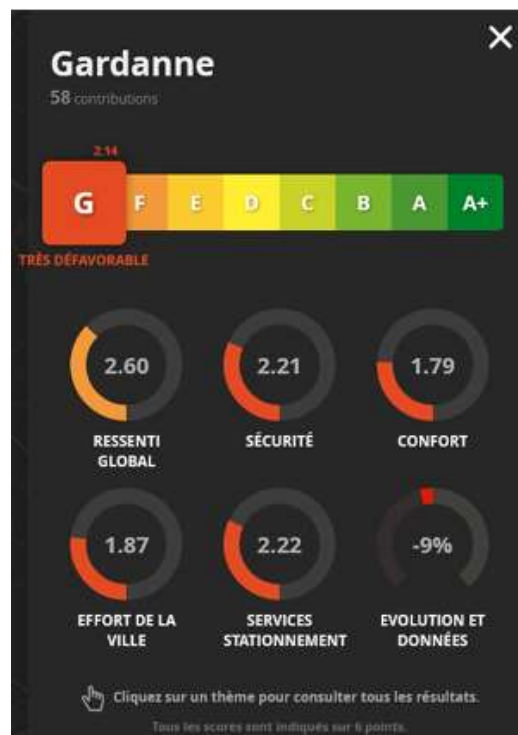 Gardanne
58 contributions
2.14
G F E D C B A A+
TRÈS DÉFAVORABLE
2.60 2.21 1.79
RESSENTI SÉCURITÉ CONFORT
GLOBAL
1.87 2.22 -9%
EFFORT DE LA SERVICES EVOLUTION ET
VILLE STATIONNEMENT DONNÉES
Cliquez sur un thème pour consulter tous les résultats.
Tous les scores sont indiqués sur 6 points.